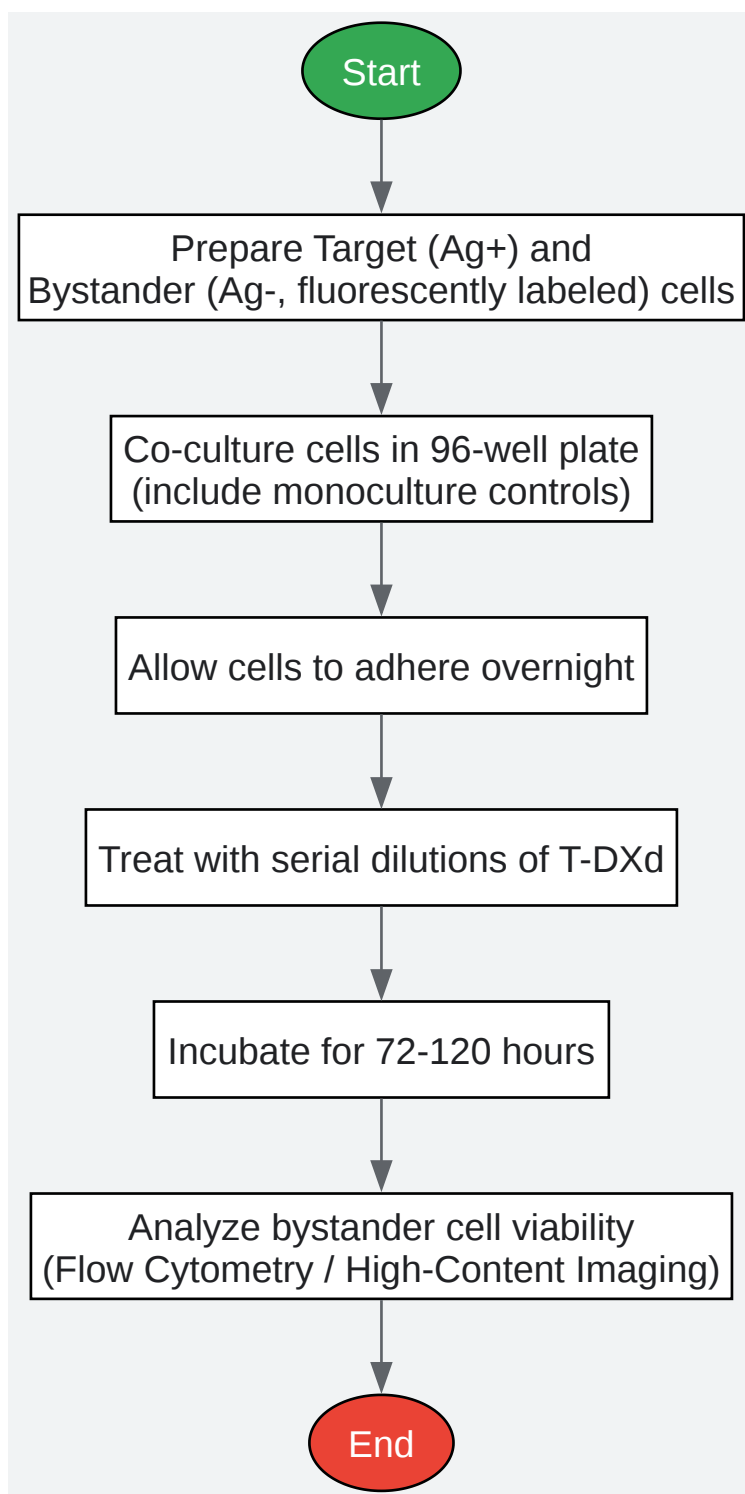 Start
Prepare Target (Ag+) and
Bystander (Ag-, fluorescently labeled) cells
Co-culture cells in 96-well plate
(include monoculture controls)
Allow cells to adhere overnight
Treat with serial dilutions of T-DXd
Incubate for 72-120 hours
Analyze bystander cell viability
(Flow Cytometry / High-Content Imaging)
End